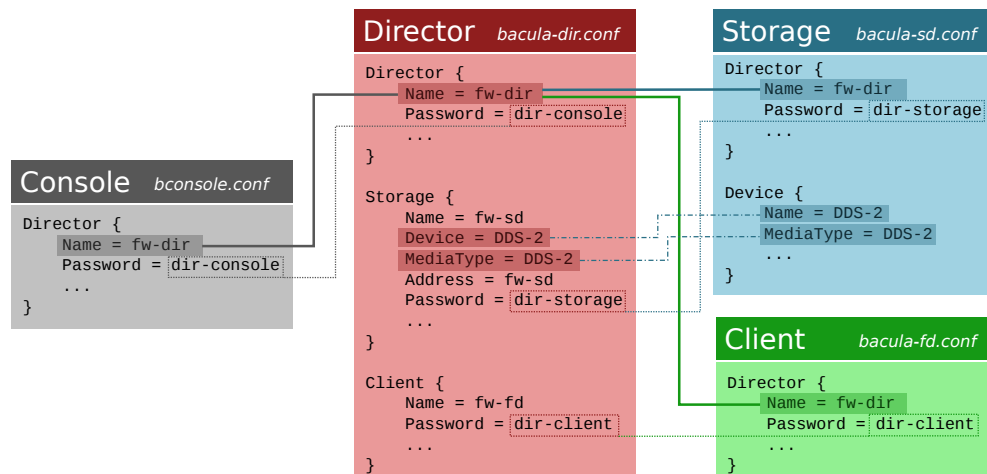 Console bconsole.conf
Director {
Name = fw-dir
Password = dir-console
...
}
Director bacula-dir.conf
Director {
Name = fw-dir
Password = dir-console
...
}
Storage {
Name = fw-sd
Device = DDS-2
MediaType = DDS-2
Address = fw-sd
Password = dir-storage
...
}
Client {
Name = fw-fd
Password = dir-client
...
}
Storage bacula-sd.conf
Director {
Name = fw-dir
Password = dir-storage
...
}
Device {
Name = DDS-2
MediaType = DDS-2
...
}
Client bacula-fd.conf
Director {
Name = fw-dir
Password = dir-client
...
}